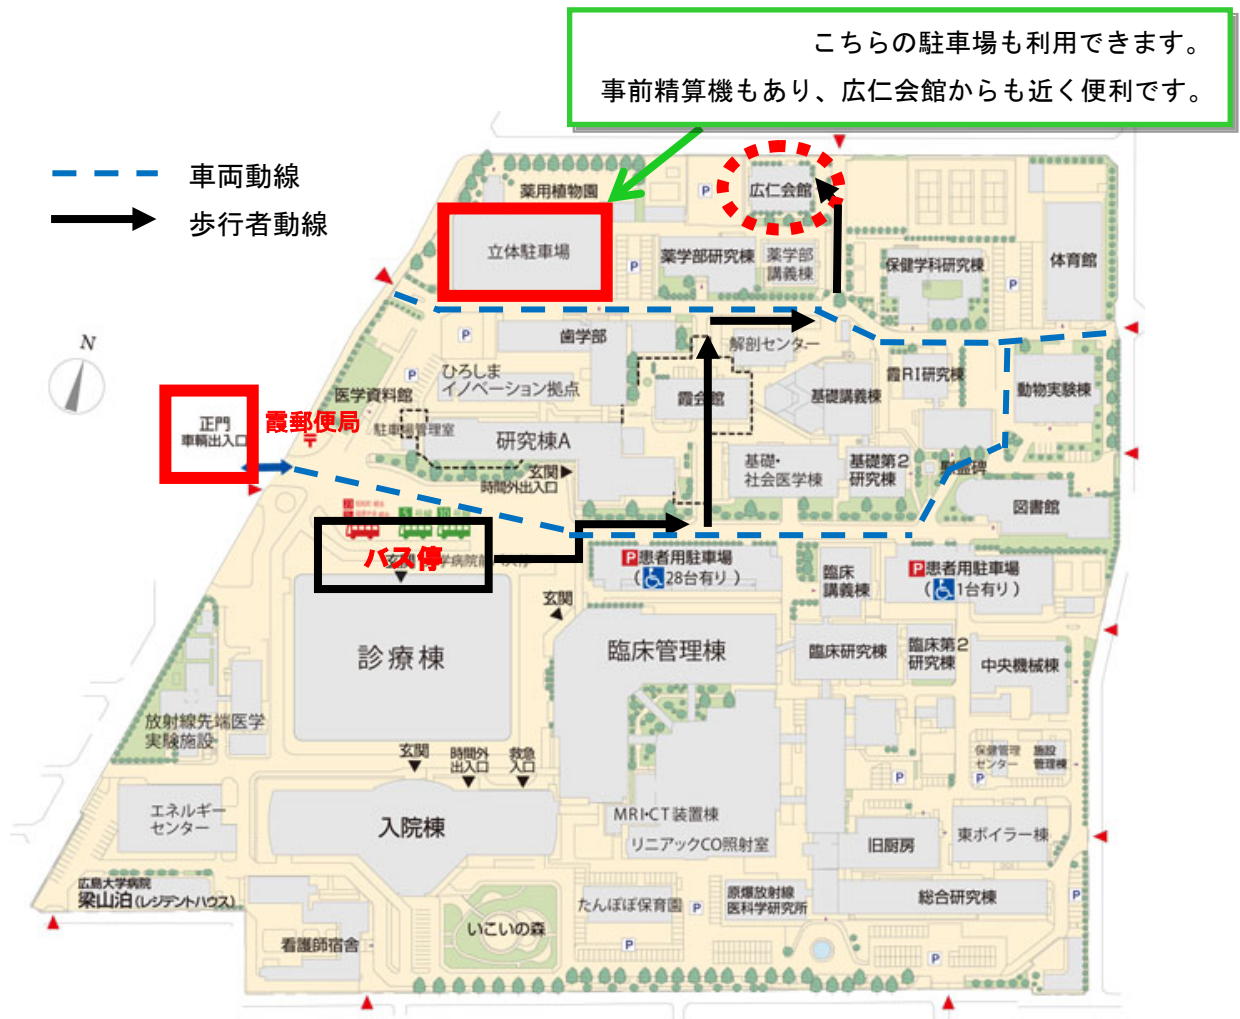 こちらの駐車場も利用できます。
事前精算機もあり、広仁会館からも近く便利です。
車両動線
歩行者動線
N
薬用植物園
P
広仁会館
立体駐車場
P
薬学部研究棟
薬学部
講義棟
保健学科研究棟
P
体育館
P
歯学部
解剖センター
P
ひろしま
イノベーション拠点
医学資料館
霞会館
基礎講義棟
霞RI研究棟
動物実験棟
正門
車輌出入口
霞郵便局
〒
駐車場管理室
研究棟A
玄関
時間外出入口
基礎・
社会医学棟
基礎第2
研究棟
慰霊碑
図書館
バス停
玄関
P患者用駐車場
(28台有り)
臨床
講義棟
P患者用駐車場
(1台有り)
玄関
診療棟
臨床管理棟
臨床研究棟
臨床第2
研究棟
中央機械棟
放射線先端医学
実験施設
玄関
時間外
出入口
救急
入口
保健管理
センター
施設
管理棟
P
P
エネルギー
センター
入院棟
MRI・CT装置棟
リニアックCO照射室
旧厨房
東ボイラー棟
広島大学病院
梁山泊(レジデントハウス)
たんぽぽ保育園
P
原爆放射線
医科学研究所
総合研究棟
P
看護師宿舎
いこいの森
P
P